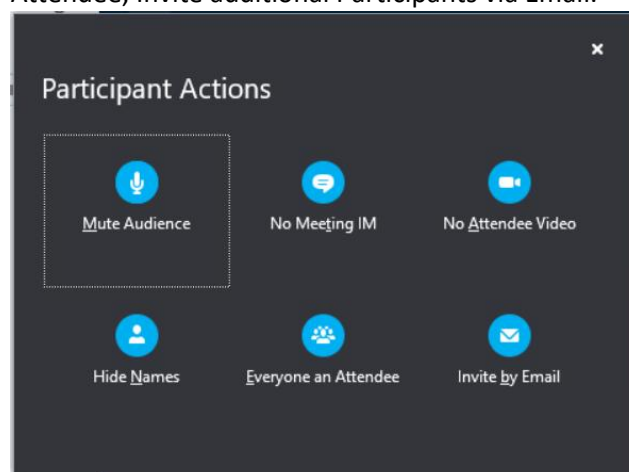 Attendee, Invite additional Participants via Email.
Participant Actions
Mute Audience
No Meeting IM
No Attendee Video
Hide Names
Everyone an Attendee
Invite by Email